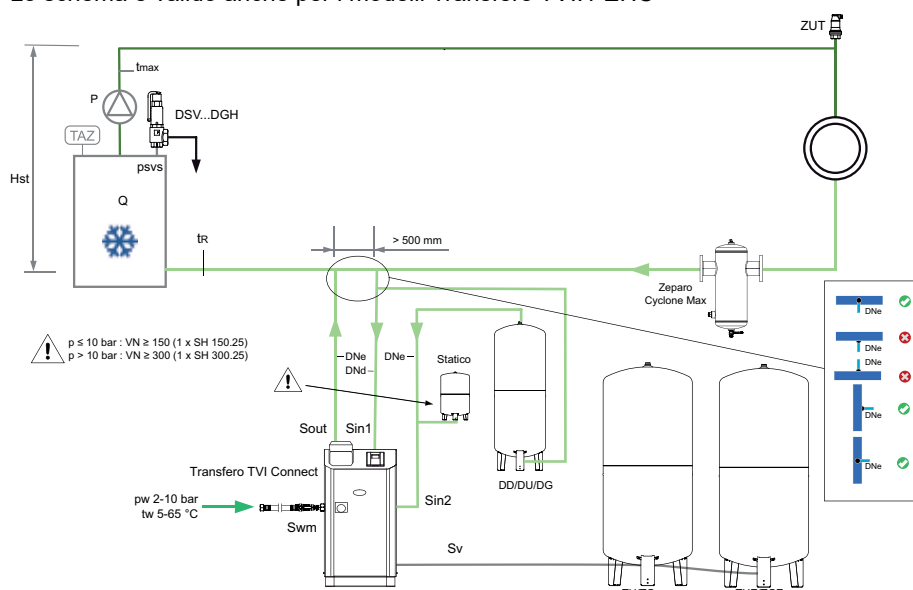 ZUT
tmax
P
DSV...DGH
TAZ
psvs
Hst
Q
tR
> 500 mm
Zeparo
Cyclone Max
DNe
DNe
DNe
DNe
DNe
p ≤ 10 bar : VN ≥ 150 (1 x SH 150.25)
p > 10 bar : VN ≥ 300 (1 x SH 300.25)
DNe
DNd
DNe
Statico
Sout
Sin1
DD/DU/DG
Transfero TVI Connect
Sin2
pw 2-10 bar
tw 5-65 °C
Swm
Sv